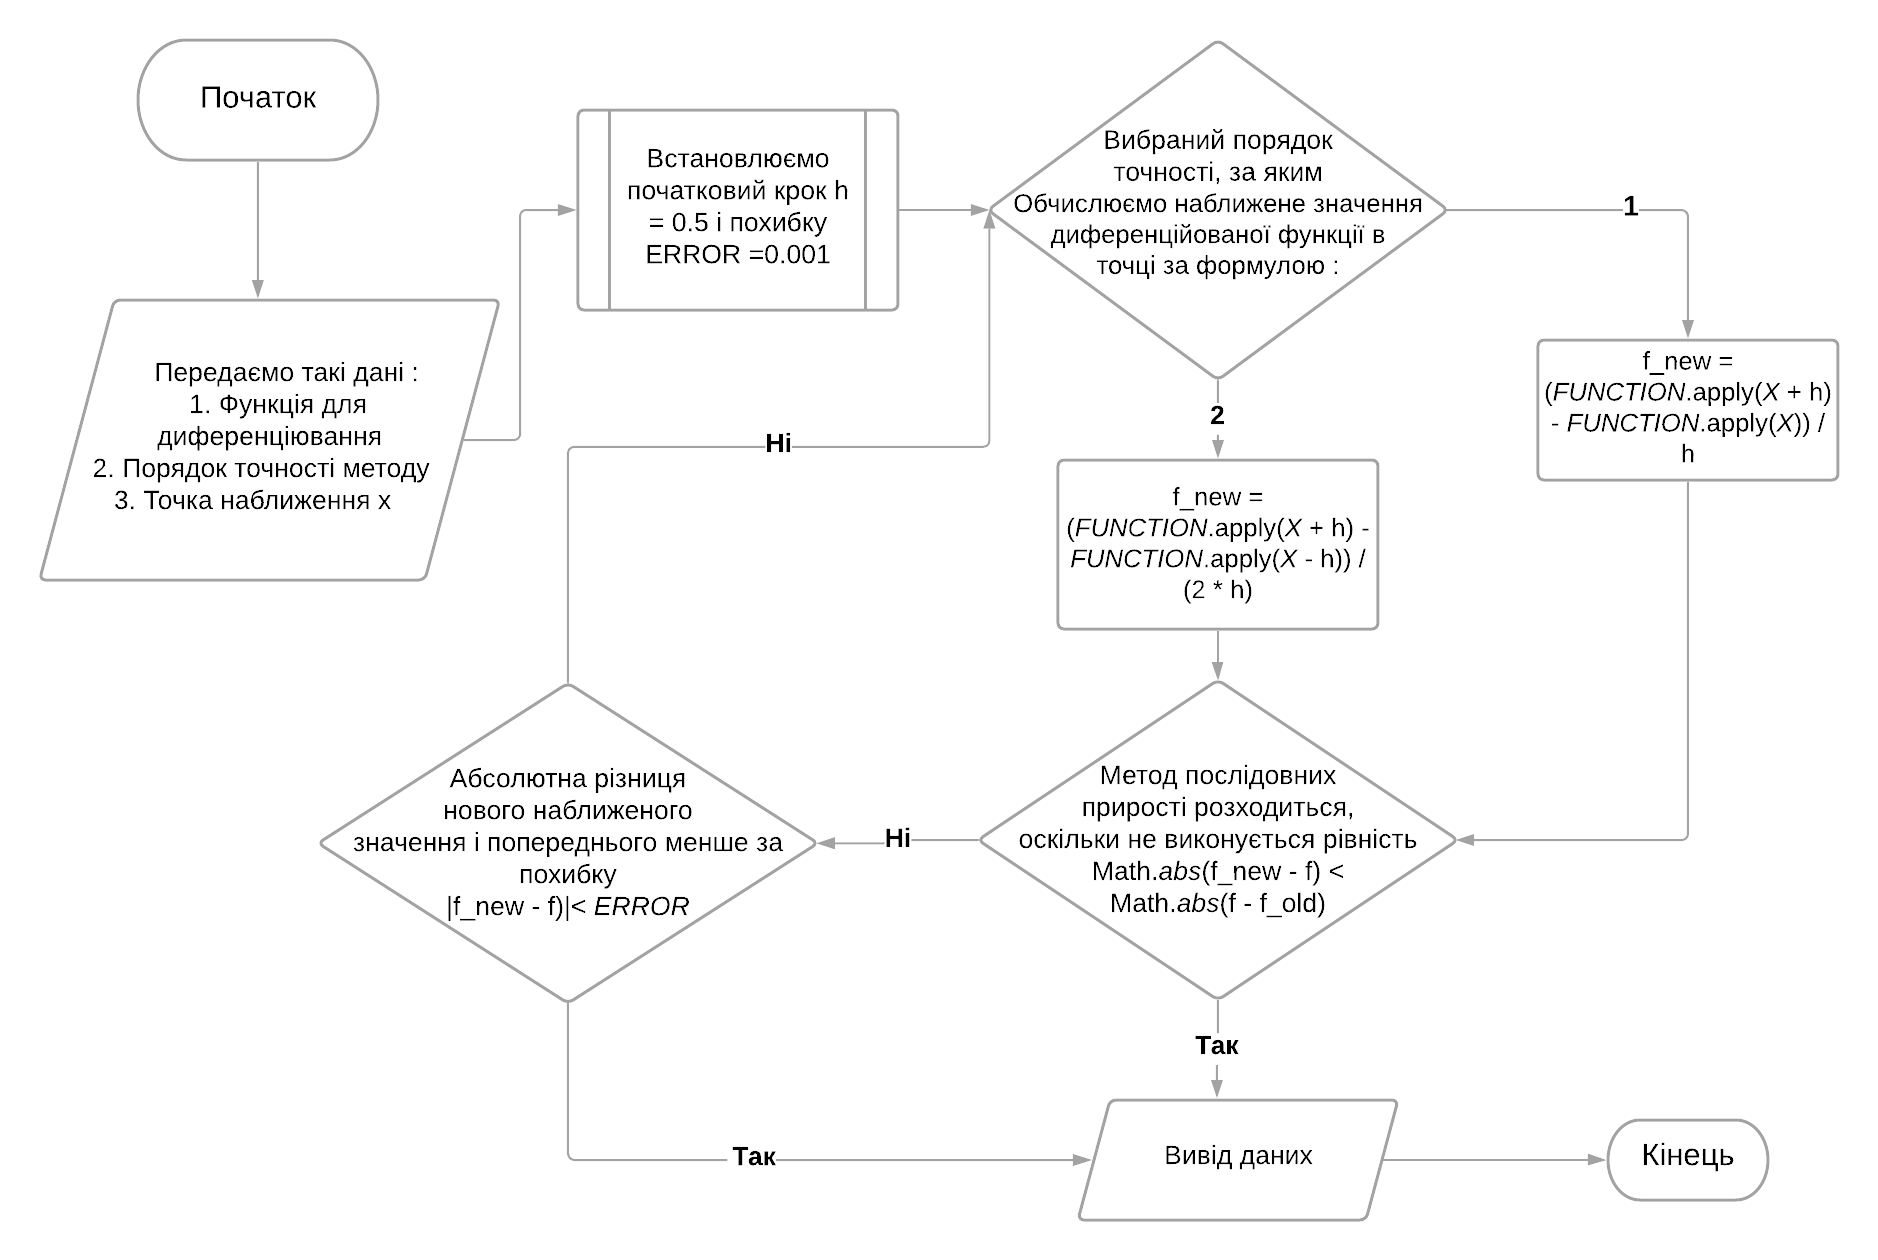 Початок
Передаємо такі дані :
1. Функція для
диференціювання
2. Порядок точності методу
3. Точка наближення x
Встановлюємо
початковий крок h
= 0.5 і похибку
ERROR =0.001
Вибраний порядок
точності, за яким
Обчислюємо наближене значення
диференційованої функції в
точці за формулою :
1
f_new =
(FUNCTION.apply(X + h)
- FUNCTION.apply(X)) /
h
2
f_new =
(FUNCTION.apply(X + h) -
FUNCTION.apply(X - h)) /
(2 * h)
Метод послідовних
прирості розходиться,
оскільки не виконується рівність
Math.abs(f_new - f) <
Math.abs(f - f_old)
Ні
Абсолютна різниця
нового наближеного
значення і попереднього менше за
похибку
|f_new - f)|< ERROR
Ні
Так
Так
Вивід даних
Кінець